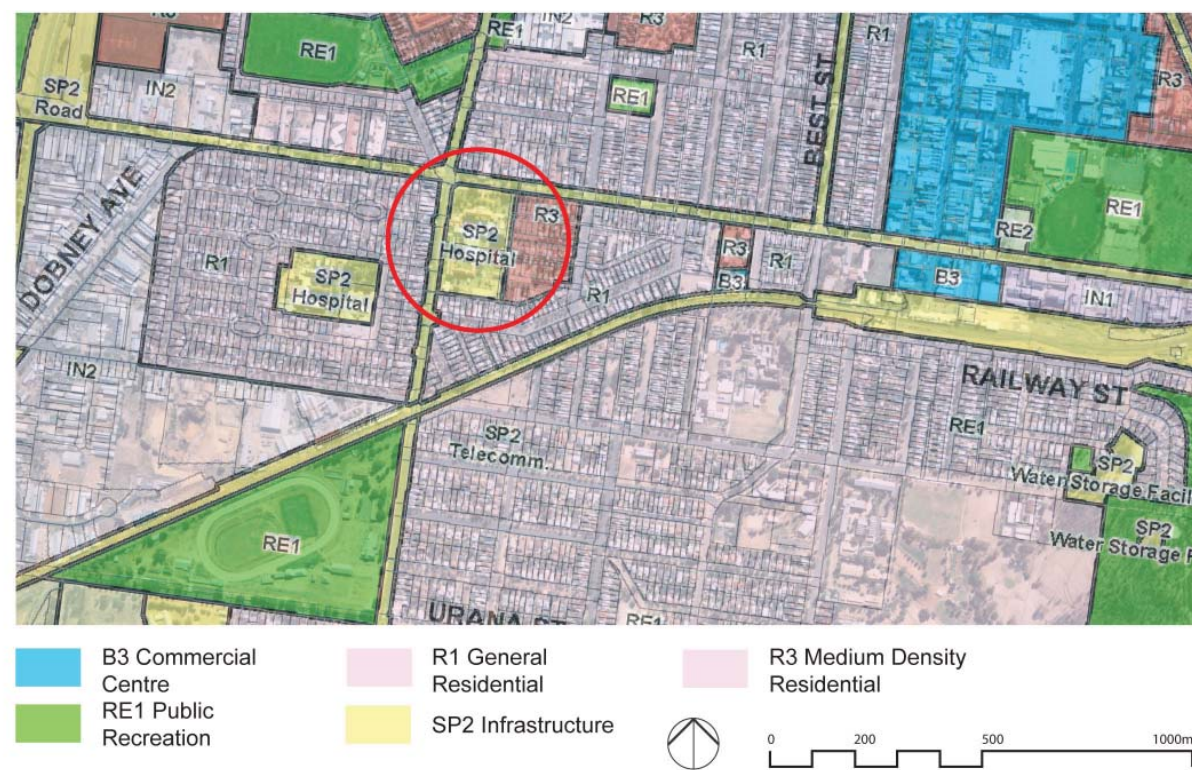 IN2
R3
RE1
RE1
R1
R1
SP2
Road
IN2
RE1
BEST ST
R3
RE1
RE2
DOBNEY AVE
R1
SP2
Hospital
SP2
Hospital
R3
R1
R3
B3
R1
B3
IN1
IN2
RAILWAY ST
SP2
Telecomm.
RE1
SP2
Water Storage Facil
SP2
Water Storage F
RE1
URANA ST
RE1
B3 Commercial
Centre
R1 General
Residential
R3 Medium Density
Residential
RE1 Public
Recreation
SP2 Infrastructure
0 200 500 1000m